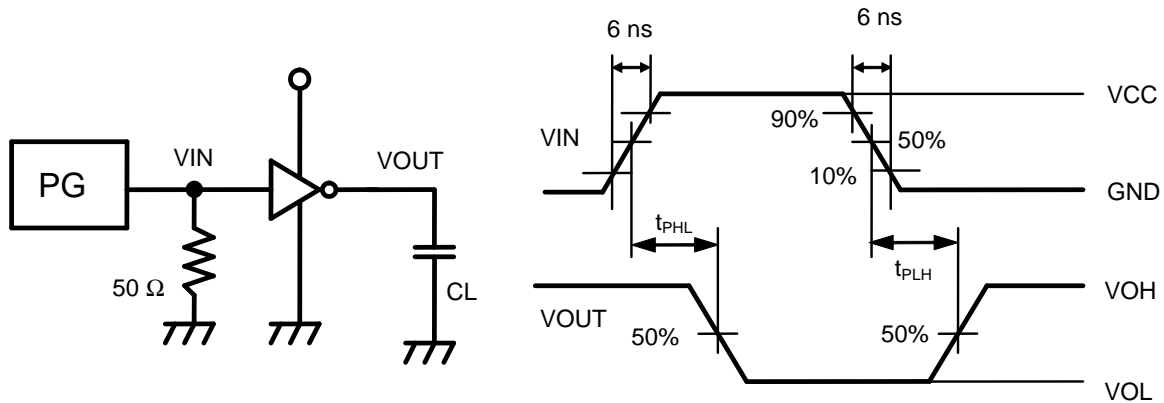 PG
VIN
50 Ω
VOUT
CL
6 ns
6 ns
VIN
90%
50%
10%
VCC
GND
tPHL
tPLH
VOUT
50%
50%
VOH
VOL